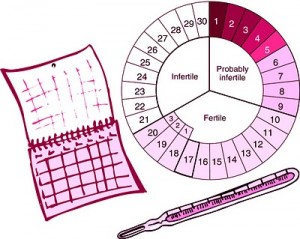 30 1 2 3 4 5 6 7 8 9 10 11 12 13 14 15 16 17 18 19 20 21 22 23 24 25 26 27 28 29
Infertile
Probably
infertile
Fertile
3 2 1